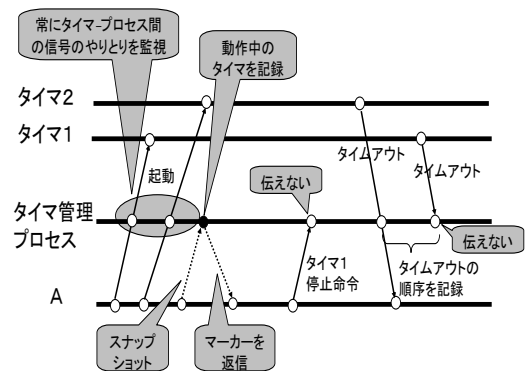 常にタイマ-プロセス間
の信号のやりとりを監視
動作中の
タイマを記録
タイマ2
タイマ1
起動
タイムアウト
タイムアウト
伝えない
タイマ管理
プロセス
伝えない
タイマ1
停止命令
タイムアウトの
順序を記録
A
スナップ
ショット
マーカーを
返信